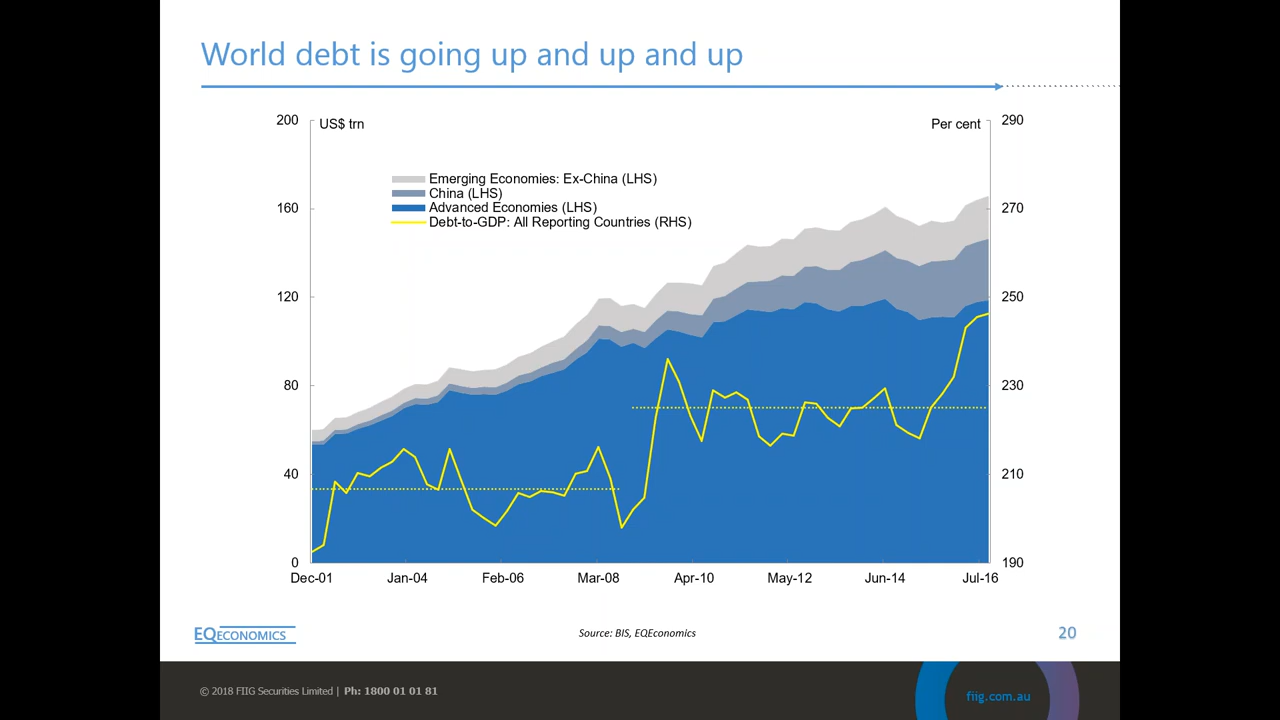 World debt is going up and up and up
200
US$ trn
Per cent
290
Emerging Economies: Ex-China (LHS)
China (LHS)
Advanced Economies (LHS)
Debt-to-GDP: All Reporting Countries (RHS)
160
270
120
250
80
230
40
210
0
190
Dec-01 Jan-04 Feb-06 Mar-08 Apr-10 May-12 Jun-14 Jul-16
EQECONOMICS
Source: BIS, EQEconomics
20
© 2018 FIIG Securities Limited | Ph: 1800 01 01 81
fiig.com.au